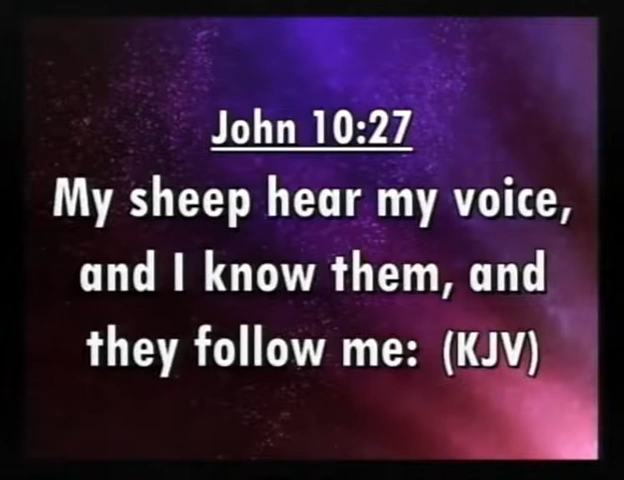 John 10:27
My sheep hear my voice,
and I know them, and
they follow me: (KJV)